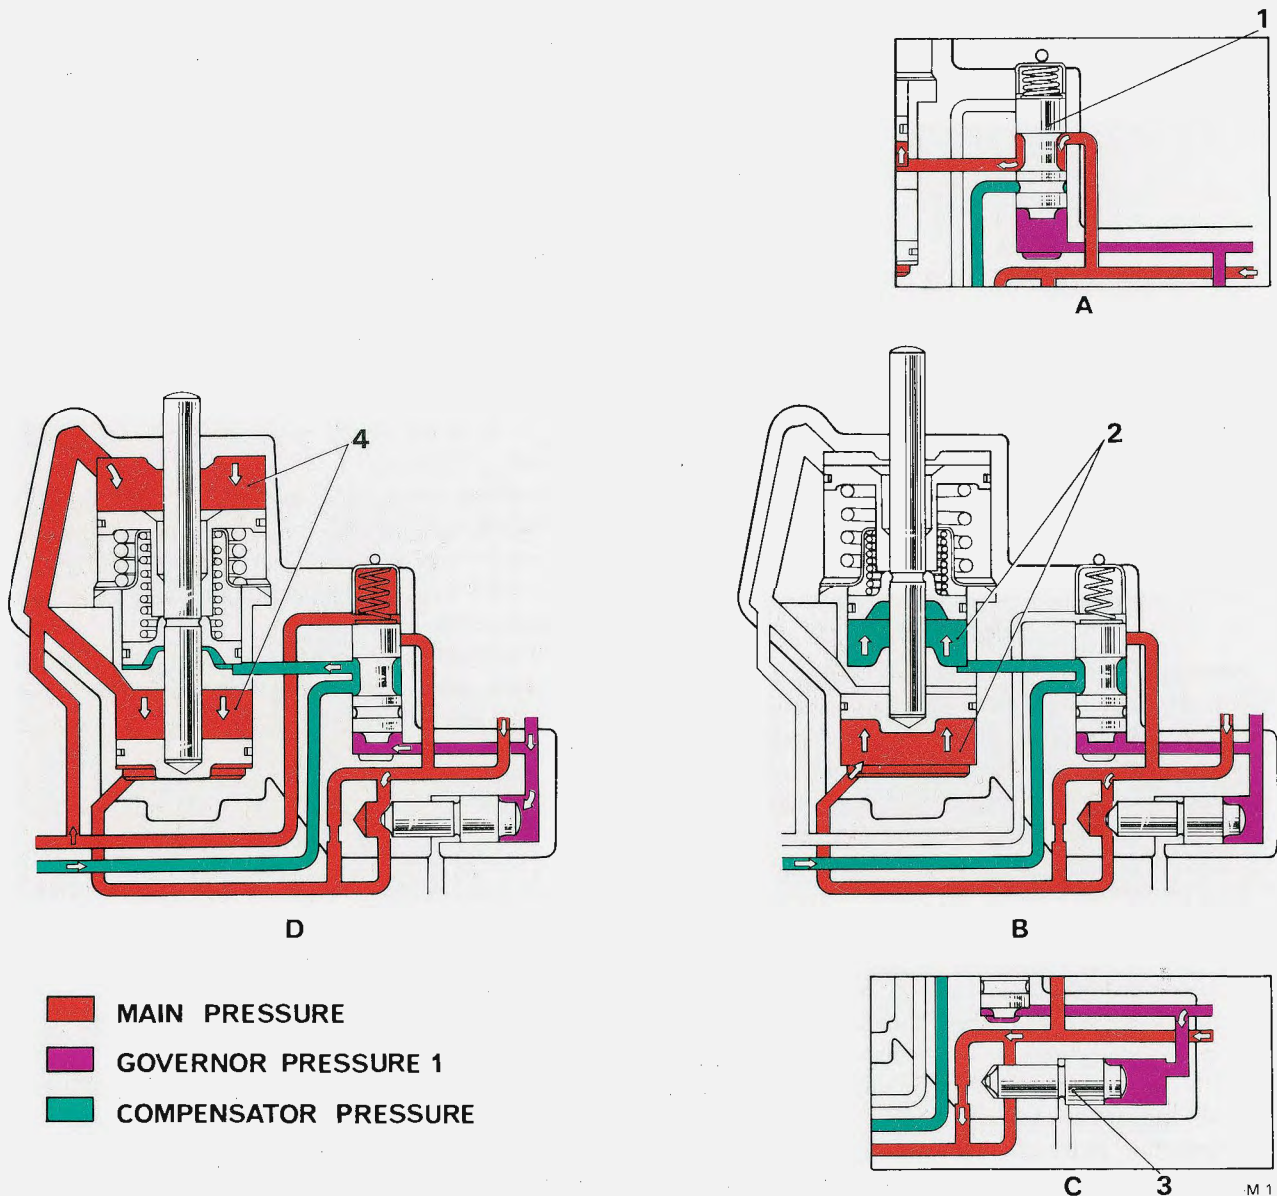 1
A
4
2
D
B
MAIN PRESSURE
GOVERNOR PRESSURE 1
COMPENSATOR PRESSURE
C
3
M 1